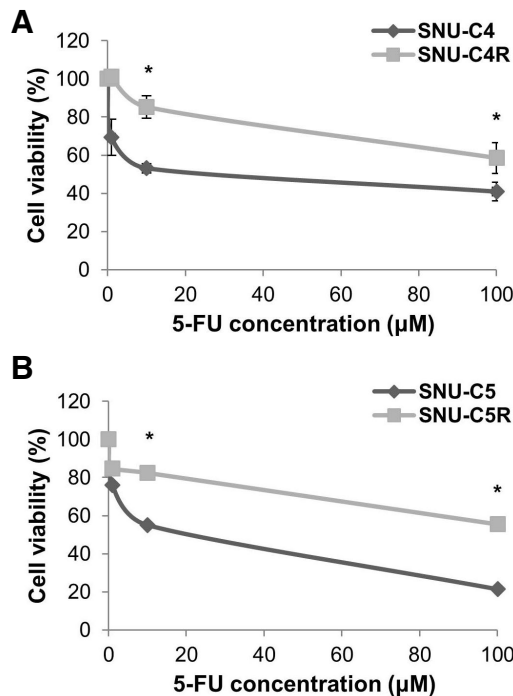 A
SNU-C4
SNU-C4R
Cell viability (%)
120
100
80
60
40
20
0
*
*
0 20 40 60 80 100
5-FU concentration (µM)
B
SNU-C5
SNU-C5R
Cell viability (%)
120
100
80
60
40
20
0
*
*
0 20 40 60 80 100
5-FU concentration (µM)